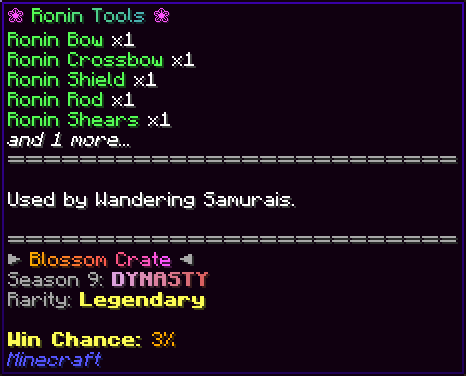 ❀ Ronin Tools ❀
Ronin Bow x1
Ronin Crossbow x1
Ronin Shield x1
Ronin Rod x1
Ronin Shears x1
and 1 more...
==================================
Used by Wandering Samurais.
==================================
► Blossom Crate ◄
Season 9: DYNASTY
Rarity: Legendary
Win Chance: 3%
Minecraft